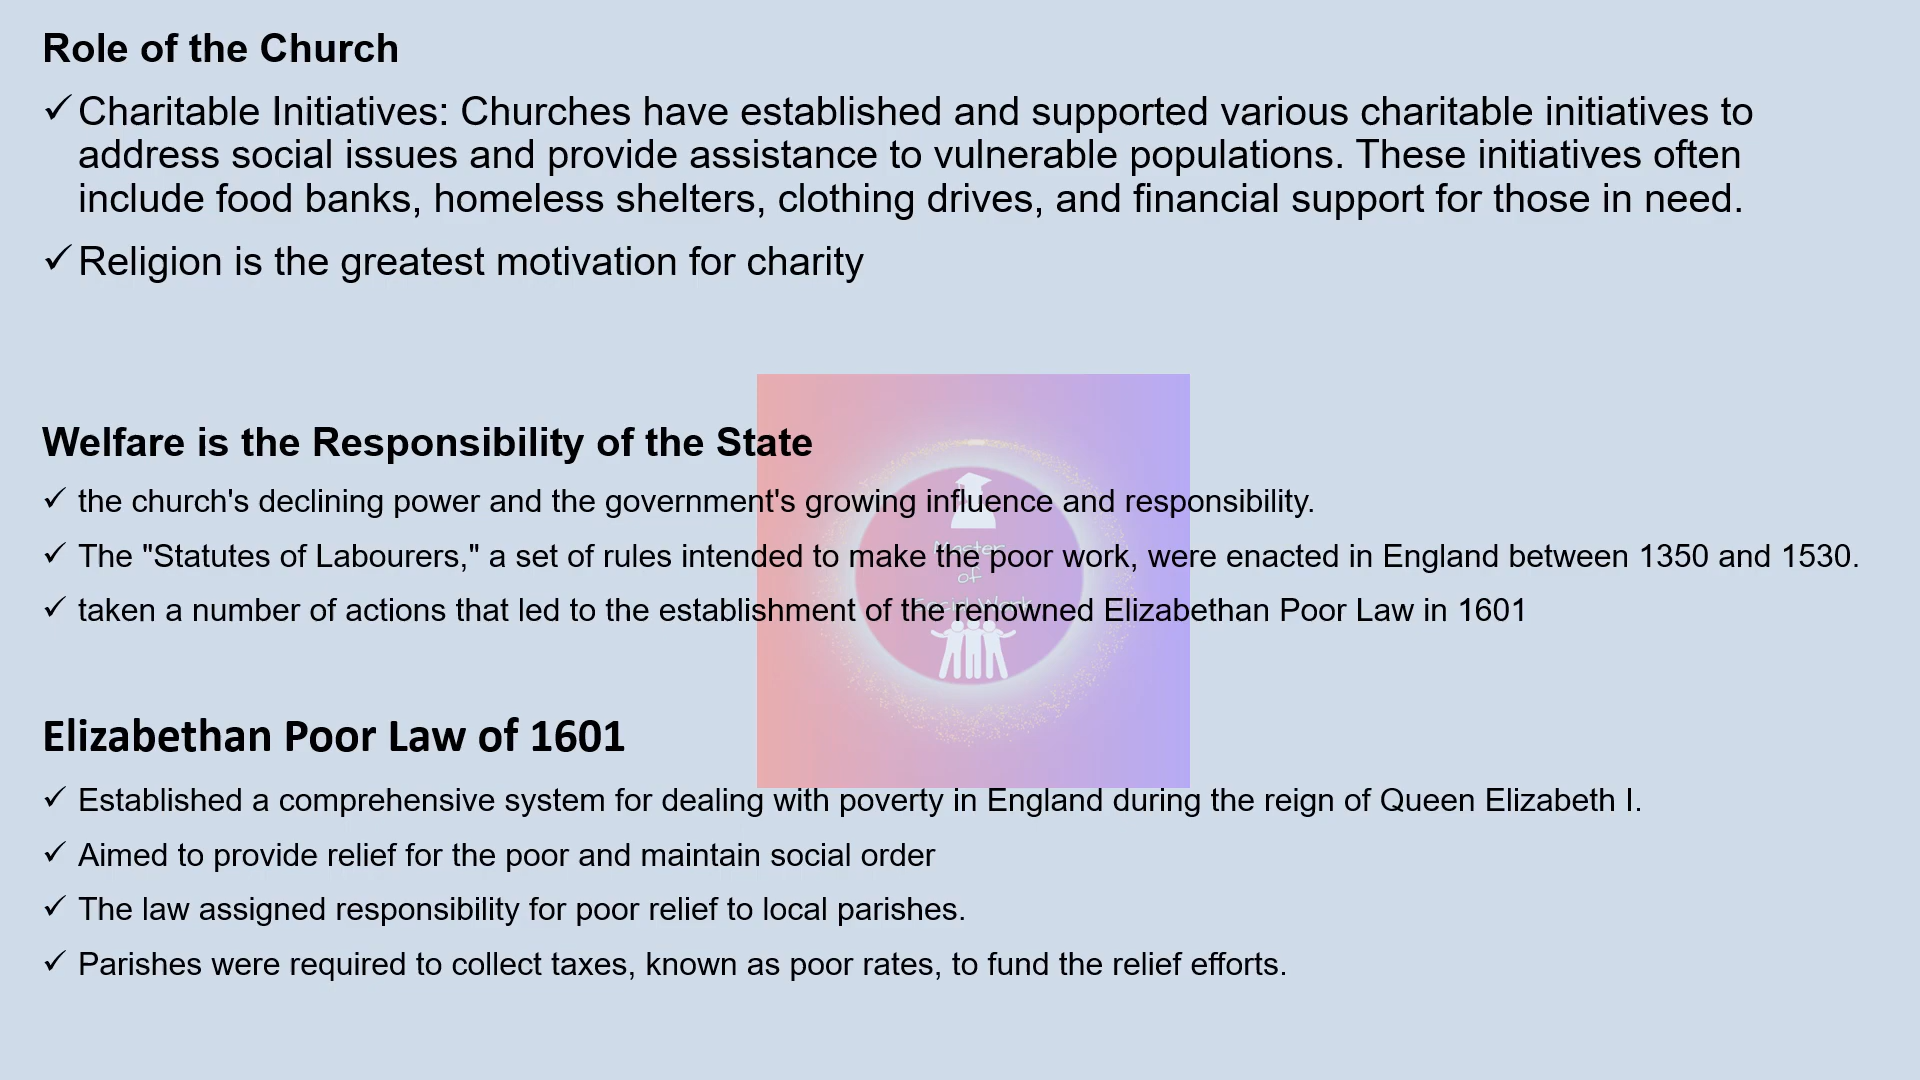 Role of the Church
✓ Charitable Initiatives: Churches have established and supported various charitable initiatives to
address social issues and provide assistance to vulnerable populations. These initiatives often
include food banks, homeless shelters, clothing drives, and financial support for those in need.
✓ Religion is the greatest motivation for charity
Welfare is the Responsibility of the State
✓ the church's declining power and the government's growing influence and responsibility.
✓ The "Statutes of Labourers," a set of rules intended to make the poor work, were enacted in England between 1350 and 1530.
✓ taken a number of actions that led to the establishment of the renowned Elizabethan Poor Law in 1601
Master
of
Social Work
Elizabethan Poor Law of 1601
✓ Established a comprehensive system for dealing with poverty in England during the reign of Queen Elizabeth I.
✓ Aimed to provide relief for the poor and maintain social order
✓ The law assigned responsibility for poor relief to local parishes.
✓ Parishes were required to collect taxes, known as poor rates, to fund the relief efforts.